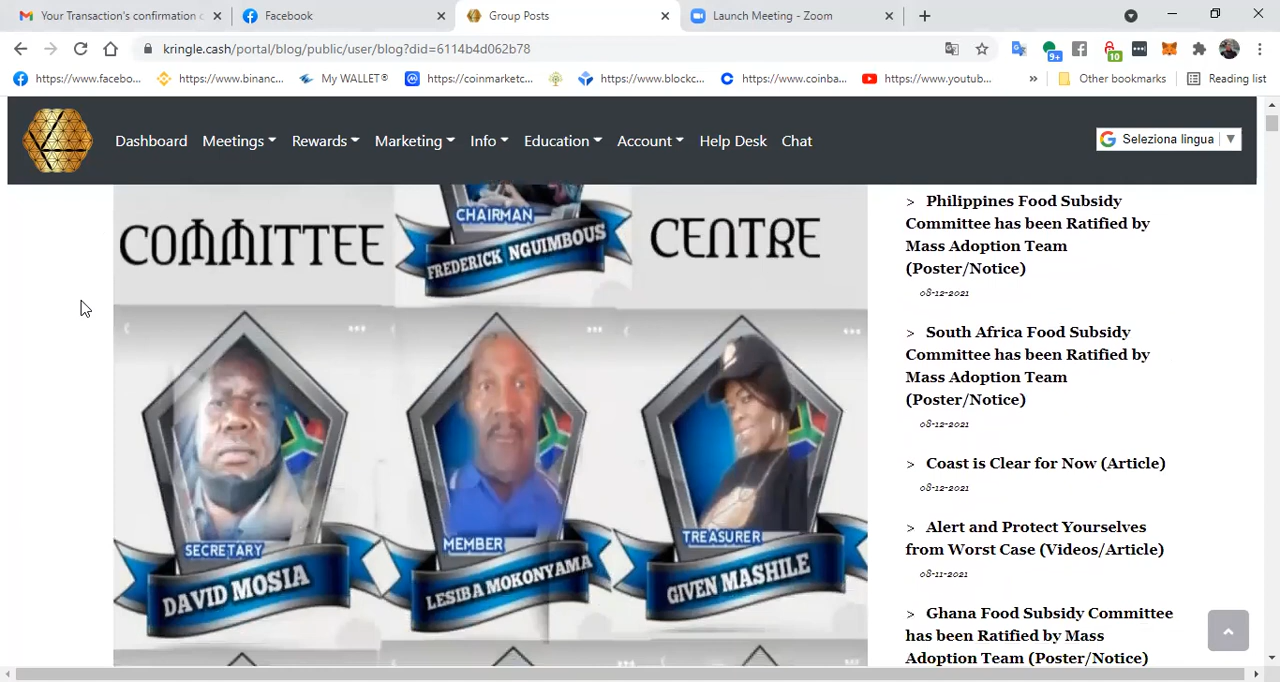 Your Transaction's confirmation c
Facebook
Group Posts
Launch Meeting - Zoom
kringle.cash/portal/blog/public/user/blog?did=6114b4d062b78
9+
10
https://www.facebo...
https://www.binanc...
My WALLET®
https://coinmarketc...
https://www.blockc...
https://www.coinba...
https://www.youtub...
»
Other bookmarks
Reading list
Dashboard
Meetings
Rewards
Marketing
Info
Education
Account
Help Desk
Chat
Seleziona lingua
COMMITTEE
CHAIRMAN
FREDERICK NGUIMBOUS
CENTRE
SECRETARY
DAVID MOSIA
MEMBER
LESIBA MOKONYAMA
TREASURER
GIVEN MASHILE
> Philippines Food Subsidy
Committee has been Ratified by
Mass Adoption Team
(Poster/Notice)
08-12-2021
> South Africa Food Subsidy
Committee has been Ratified by
Mass Adoption Team
(Poster/Notice)
08-12-2021
> Coast is Clear for Now (Article)
08-12-2021
> Alert and Protect Yourselves
from Worst Case (Videos/Article)
08-11-2021
> Ghana Food Subsidy Committee
has been Ratified by Mass
Adoption Team (Poster/Notice)